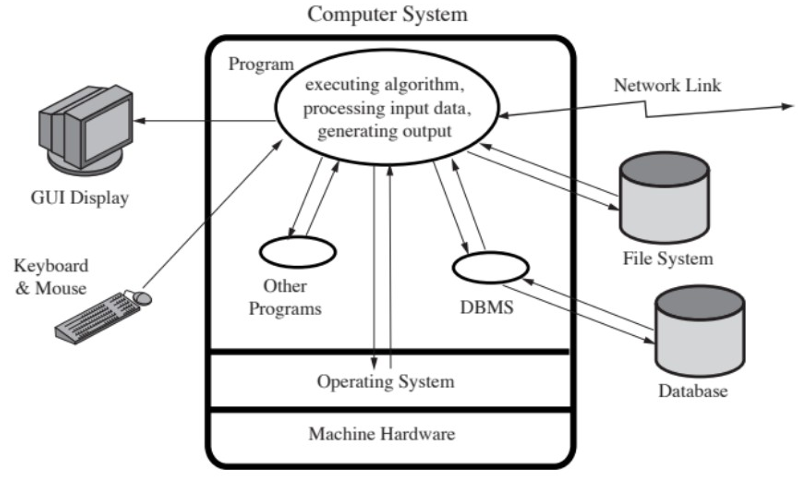 Computer System
Program
executing algorithm,
processing input data,
generating output
Network Link
GUI Display
File System
Keyboard
& Mouse
Other
Programs
DBMS
Operating System
Database
Machine Hardware